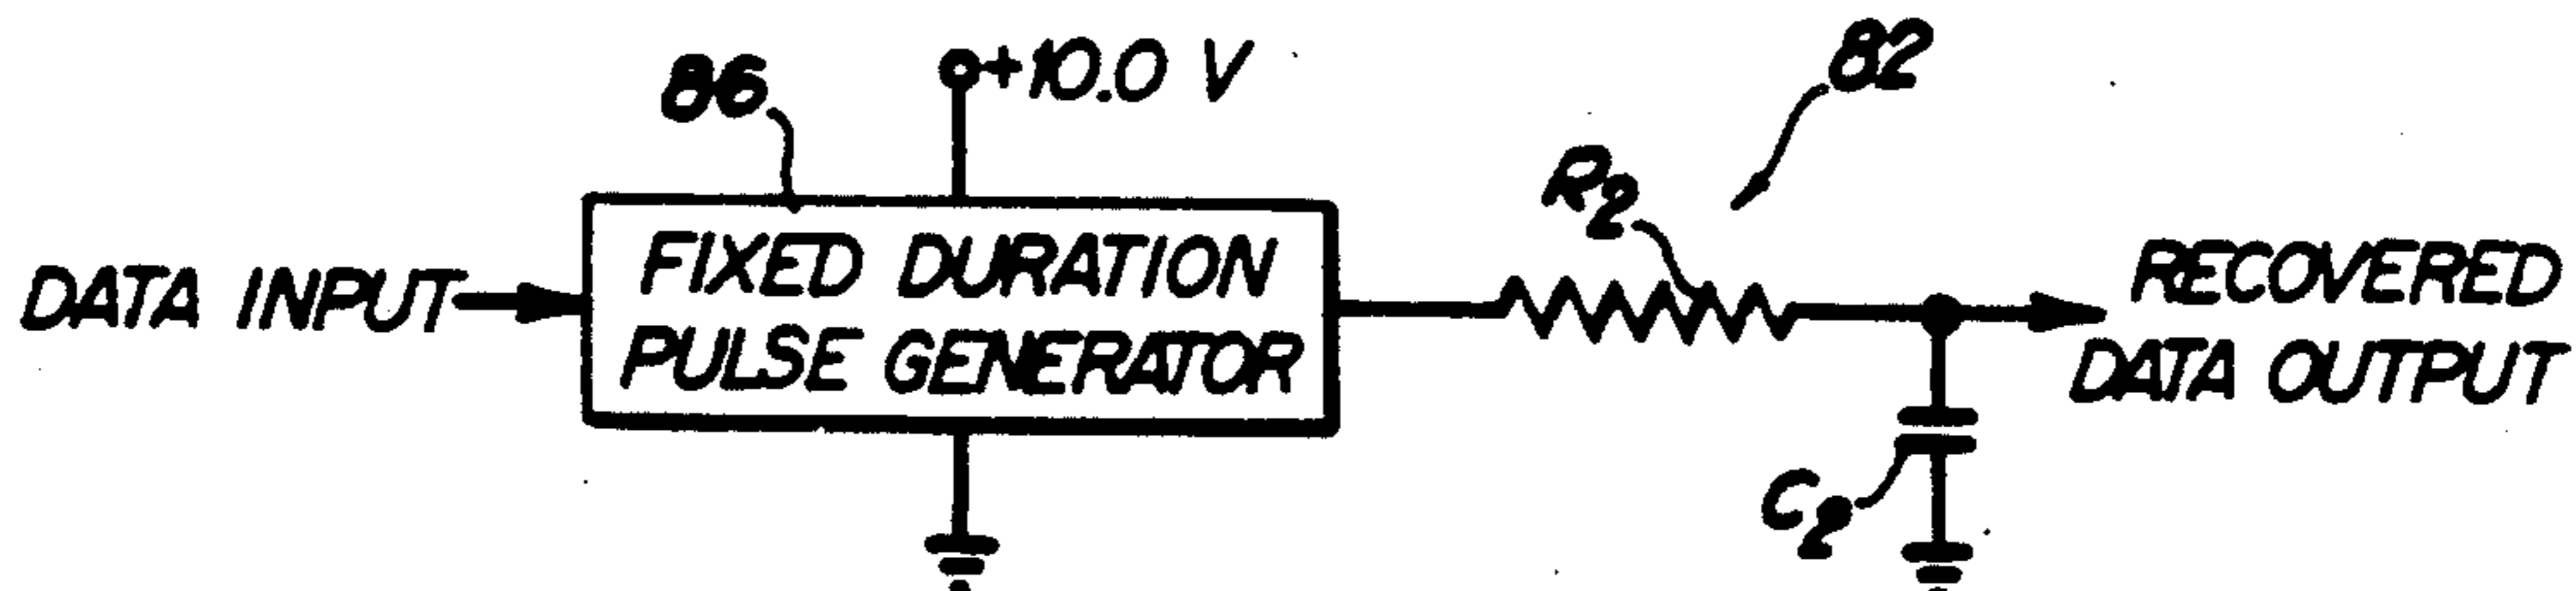 86
+10.0 V
82
R2
DATA INPUT
FIXED DURATION
PULSE GENERATOR
RECOVERED
DATA OUTPUT
C2